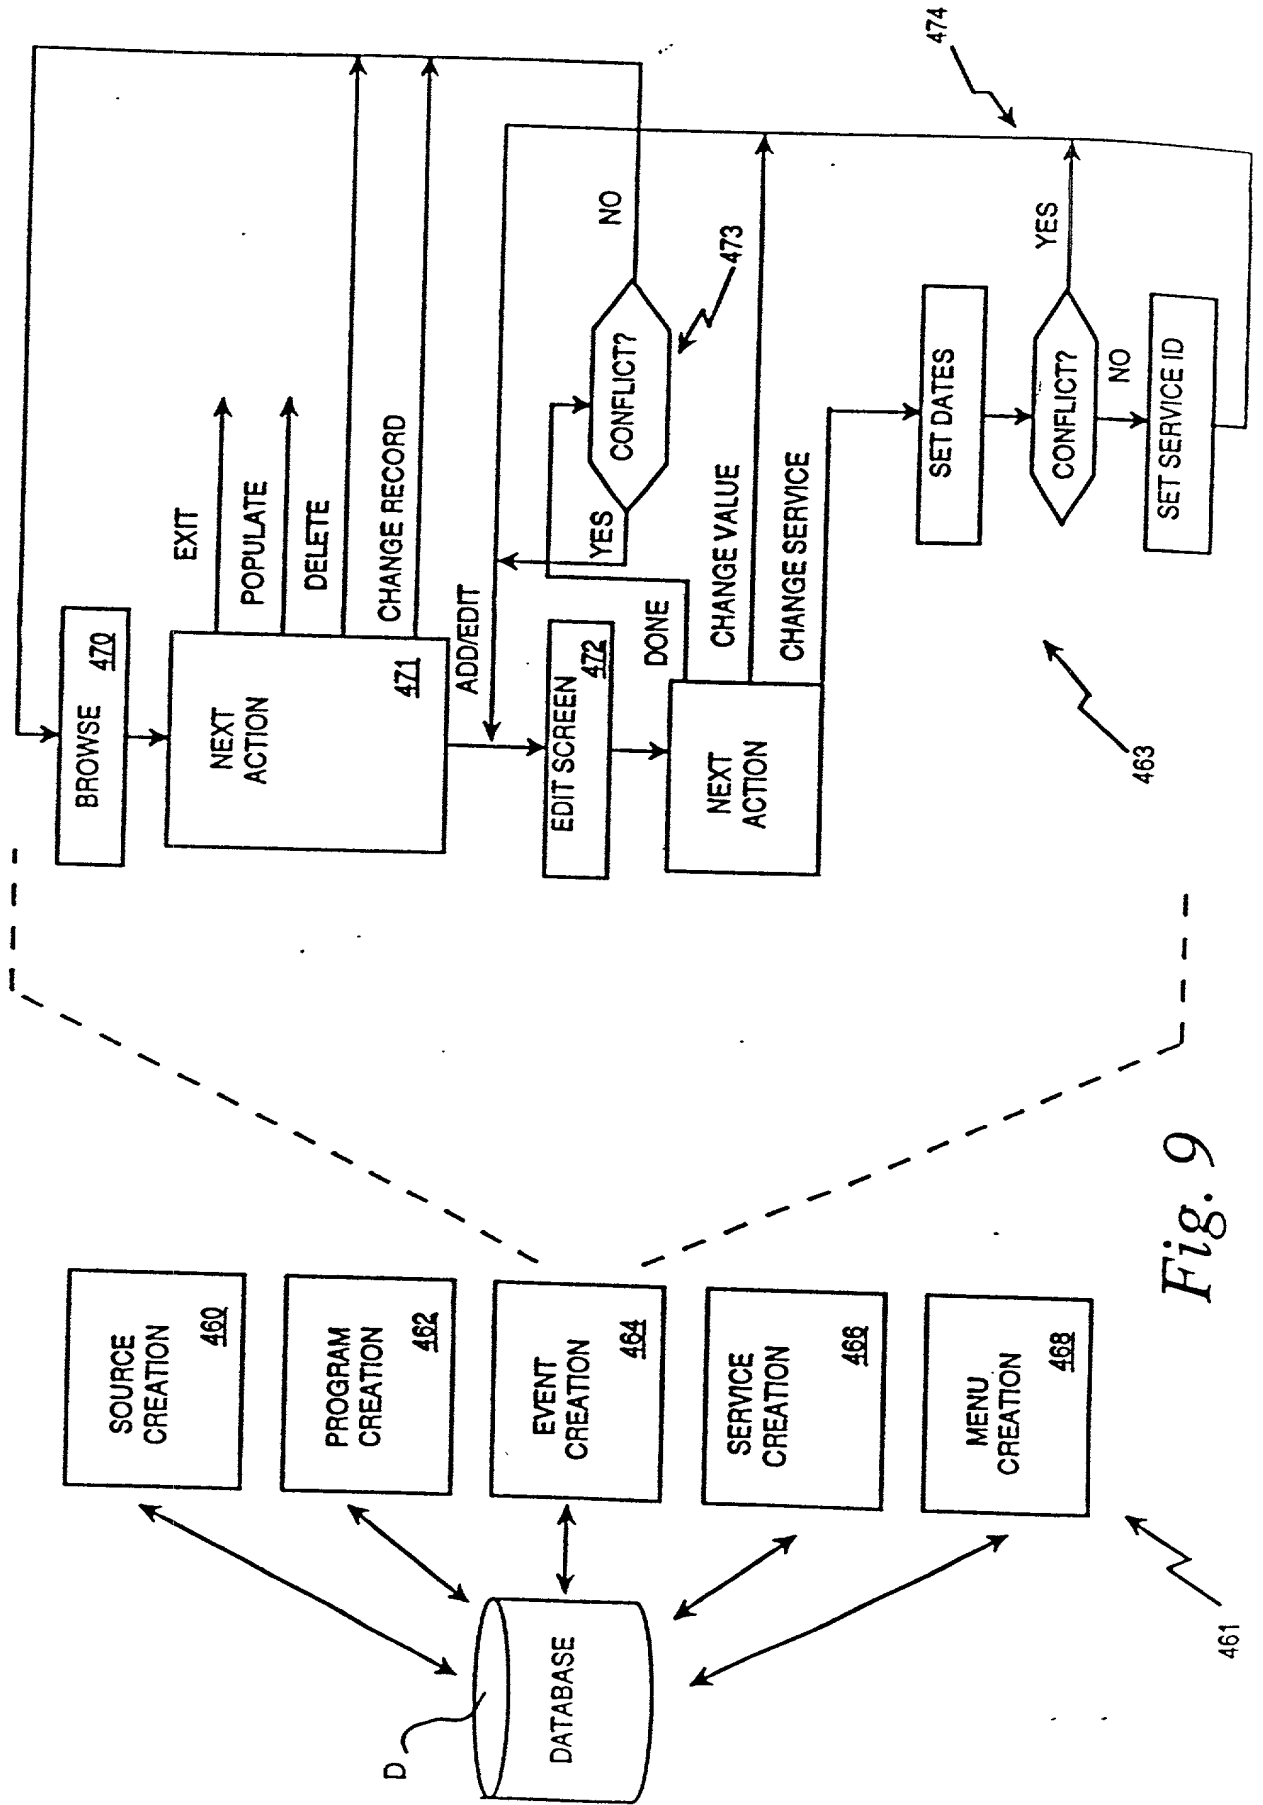 D
DATABASE
SOURCE
CREATION
460
PROGRAM
CREATION
462
EVENT
CREATION
464
SERVICE
CREATION
466
MENU
CREATION
468
461
Fig. 9
BROWSE
470
NEXT
ACTION
471
EXIT
POPULATE
DELETE
CHANGE RECORD
ADD/EDIT
EDIT SCREEN
472
NEXT
ACTION
DONE
CHANGE VALUE
CHANGE SERVICE
YES
CONFLICT?
NO
473
SET DATES
CONFLICT?
YES
NO
SET SERVICE ID
474
463